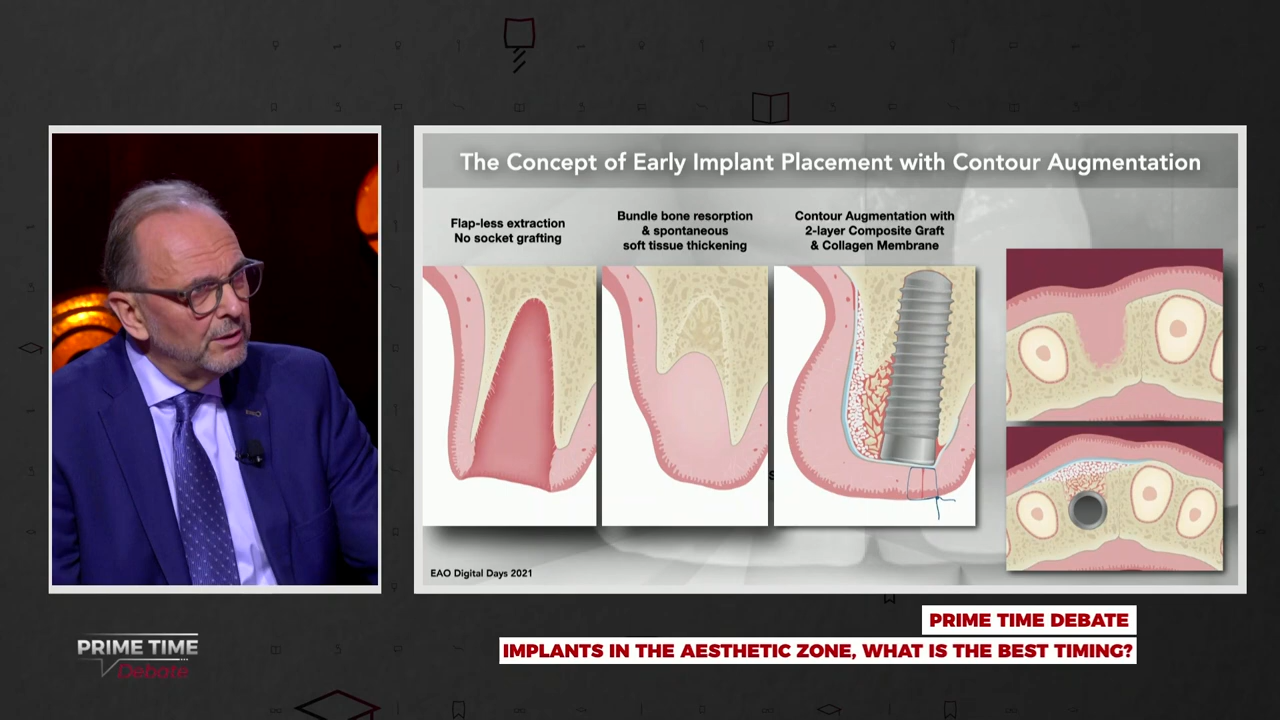 The Concept of Early Implant Placement with Contour Augmentation
Flap-less extraction
No socket grafting
Bundle bone resorption
& spontaneous
soft tissue thickening
Contour Augmentation with
2-layer Composite Graft
& Collagen Membrane
EAO Digital Days 2021
PRIME TIME DEBATE
IMPLANTS IN THE AESTHETIC ZONE, WHAT IS THE BEST TIMING?
PRIME TIME
Debate